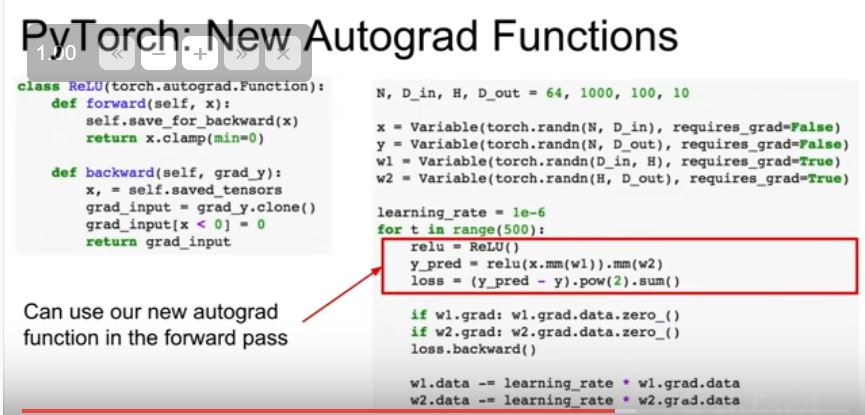 PyTorch: New Autograd Functions
1.00 « − + » ×
class ReLU(torch.autograd.Function):
    def forward(self, x):
        self.save_for_backward(x)
        return x.clamp(min=0)
    def backward(self, grad_y):
        x, = self.saved_tensors
        grad_input = grad_y.clone()
        grad_input[x < 0] = 0
        return grad_input
Can use our new autograd
function in the forward pass
N, D_in, H, D_out = 64, 1000, 100, 10
x = Variable(torch.randn(N, D_in), requires_grad=False)
y = Variable(torch.randn(N, D_out), requires_grad=False)
w1 = Variable(torch.randn(D_in, H), requires_grad=True)
w2 = Variable(torch.randn(H, D_out), requires_grad=True)
learning_rate = 1e-6
for t in range(500):
    relu = ReLU()
    y_pred = relu(x.mm(w1)).mm(w2)
    loss = (y_pred - y).pow(2).sum()
    if w1.grad: w1.grad.data.zero_()
    if w2.grad: w2.grad.data.zero_()
    loss.backward()
    w1.data -= learning_rate * w1.grad.data
    w2.data -= learning_rate * w2.grad.data